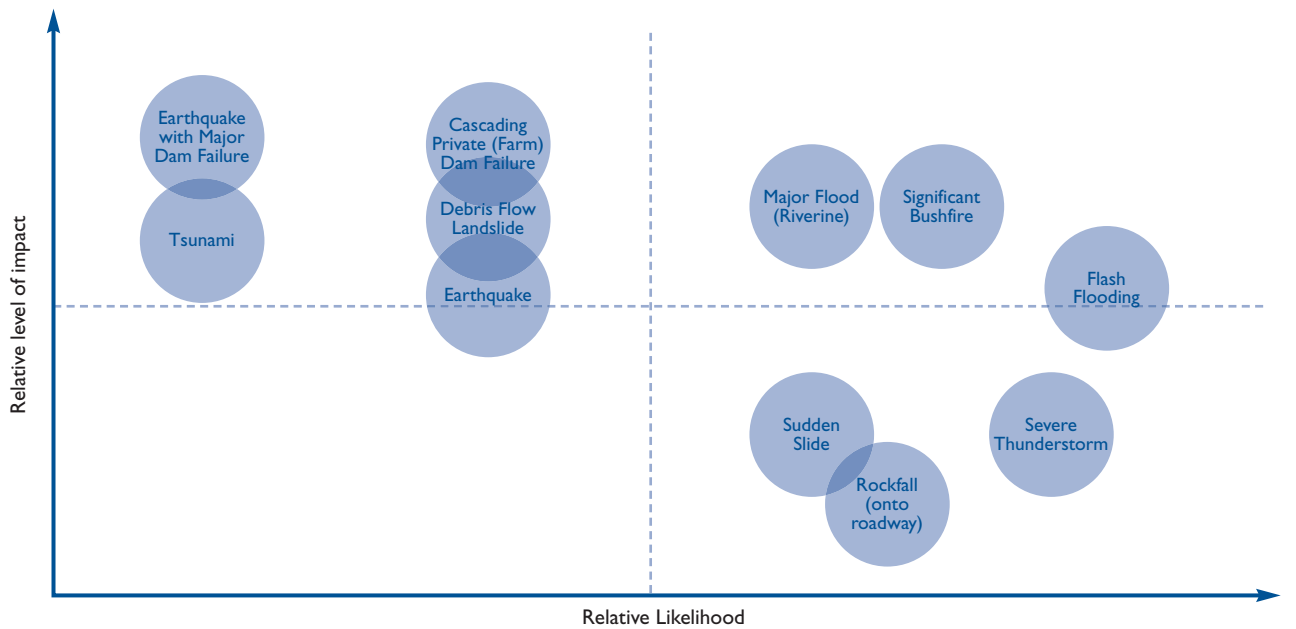 Earthquake
with Major
Dam Failure
Tsunami
Cascading
Private (Farm)
Dam Failure
Debris Flow
Landslide
Earthquake
Major Flood
(Riverine)
Significant
Bushfire
Flash
Flooding
Sudden
Slide
Rockfall
(onto
roadway)
Severe
Thunderstorm
Relative level of impact
Relative Likelihood